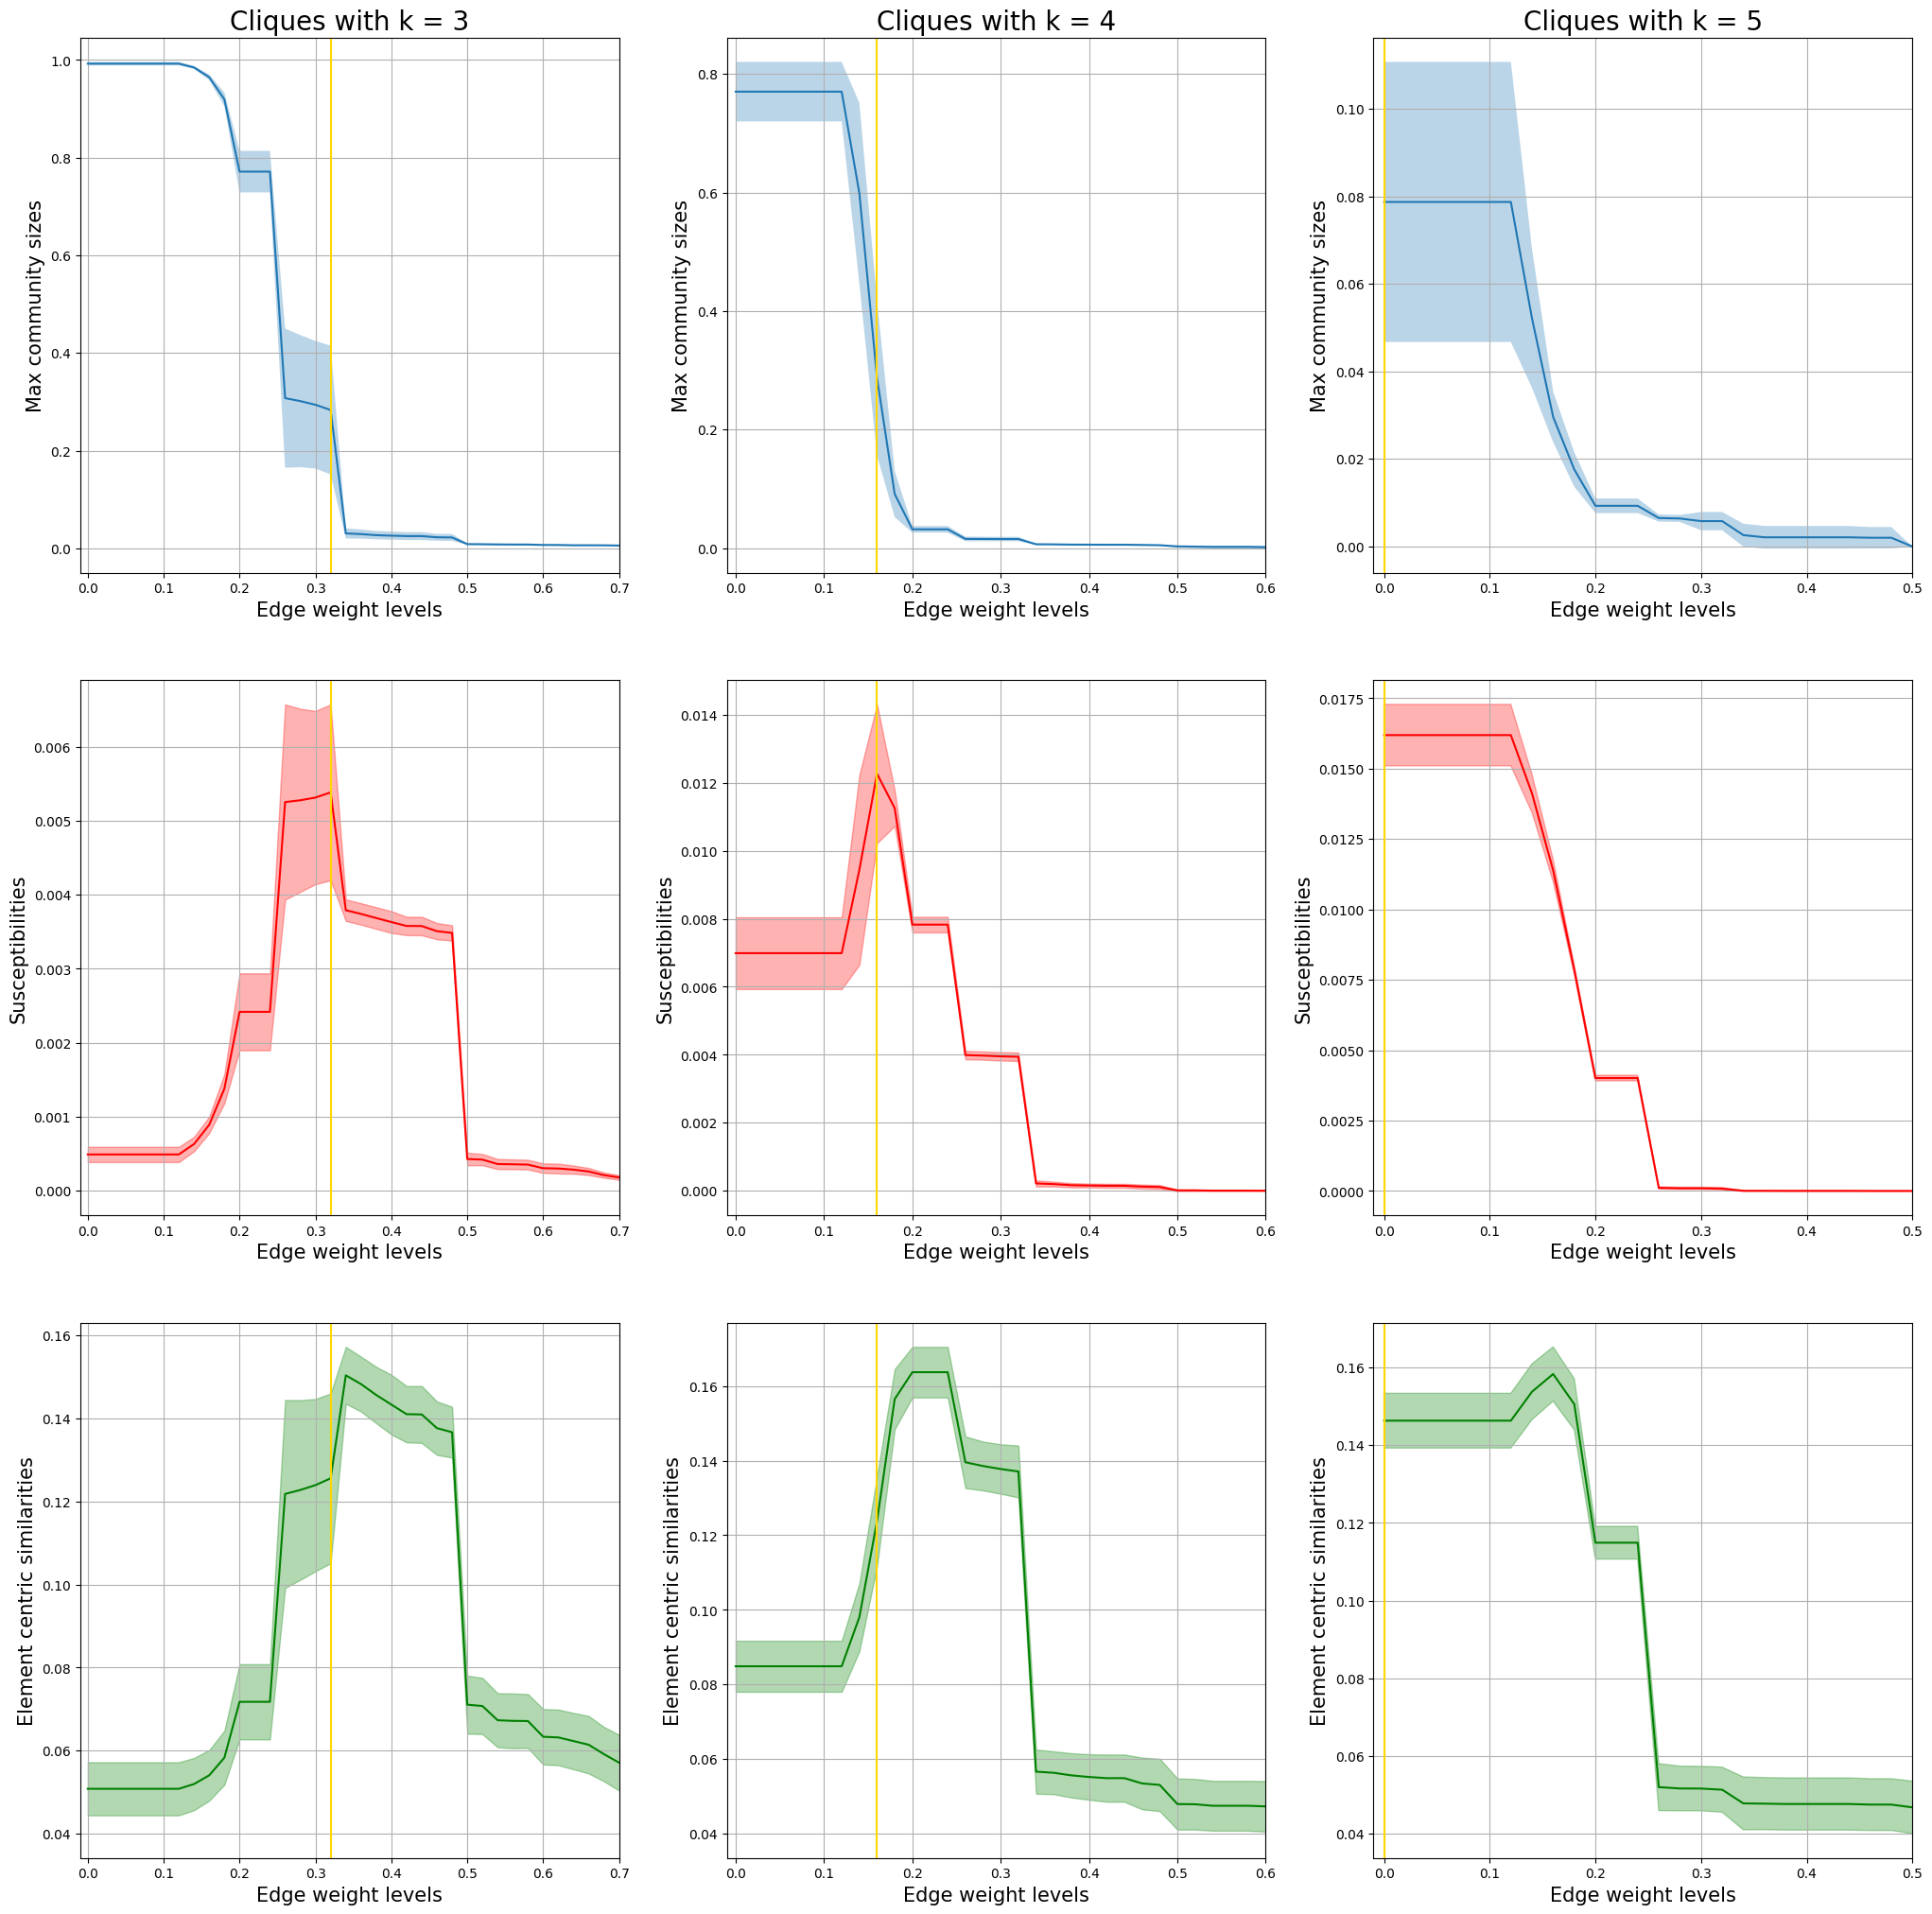 Cliques with k = 3
Cliques with k = 4
Cliques with k = 5
Max community sizes
1.0
0.8
0.6
0.4
0.2
0.0
0.0 0.1 0.2 0.3 0.4 0.5 0.6 0.7
Edge weight levels
Max community sizes
0.8
0.6
0.4
0.2
0.0
0.0 0.1 0.2 0.3 0.4 0.5 0.6
Edge weight levels
Max community sizes
0.10
0.08
0.06
0.04
0.02
0.00
0.0 0.1 0.2 0.3 0.4 0.5
Edge weight levels
Susceptibilities
0.006
0.005
0.004
0.003
0.002
0.001
0.000
0.0 0.1 0.2 0.3 0.4 0.5 0.6 0.7
Edge weight levels
Susceptibilities
0.014
0.012
0.010
0.008
0.006
0.004
0.002
0.000
0.0 0.1 0.2 0.3 0.4 0.5 0.6
Edge weight levels
Susceptibilities
0.0175
0.0150
0.0125
0.0100
0.0075
0.0050
0.0025
0.0000
0.0 0.1 0.2 0.3 0.4 0.5
Edge weight levels
Element centric similarities
0.16
0.14
0.12
0.10
0.08
0.06
0.04
0.0 0.1 0.2 0.3 0.4 0.5 0.6 0.7
Edge weight levels
Element centric similarities
0.16
0.14
0.12
0.10
0.08
0.06
0.04
0.0 0.1 0.2 0.3 0.4 0.5 0.6
Edge weight levels
Element centric similarities
0.16
0.14
0.12
0.10
0.08
0.06
0.04
0.0 0.1 0.2 0.3 0.4 0.5
Edge weight levels